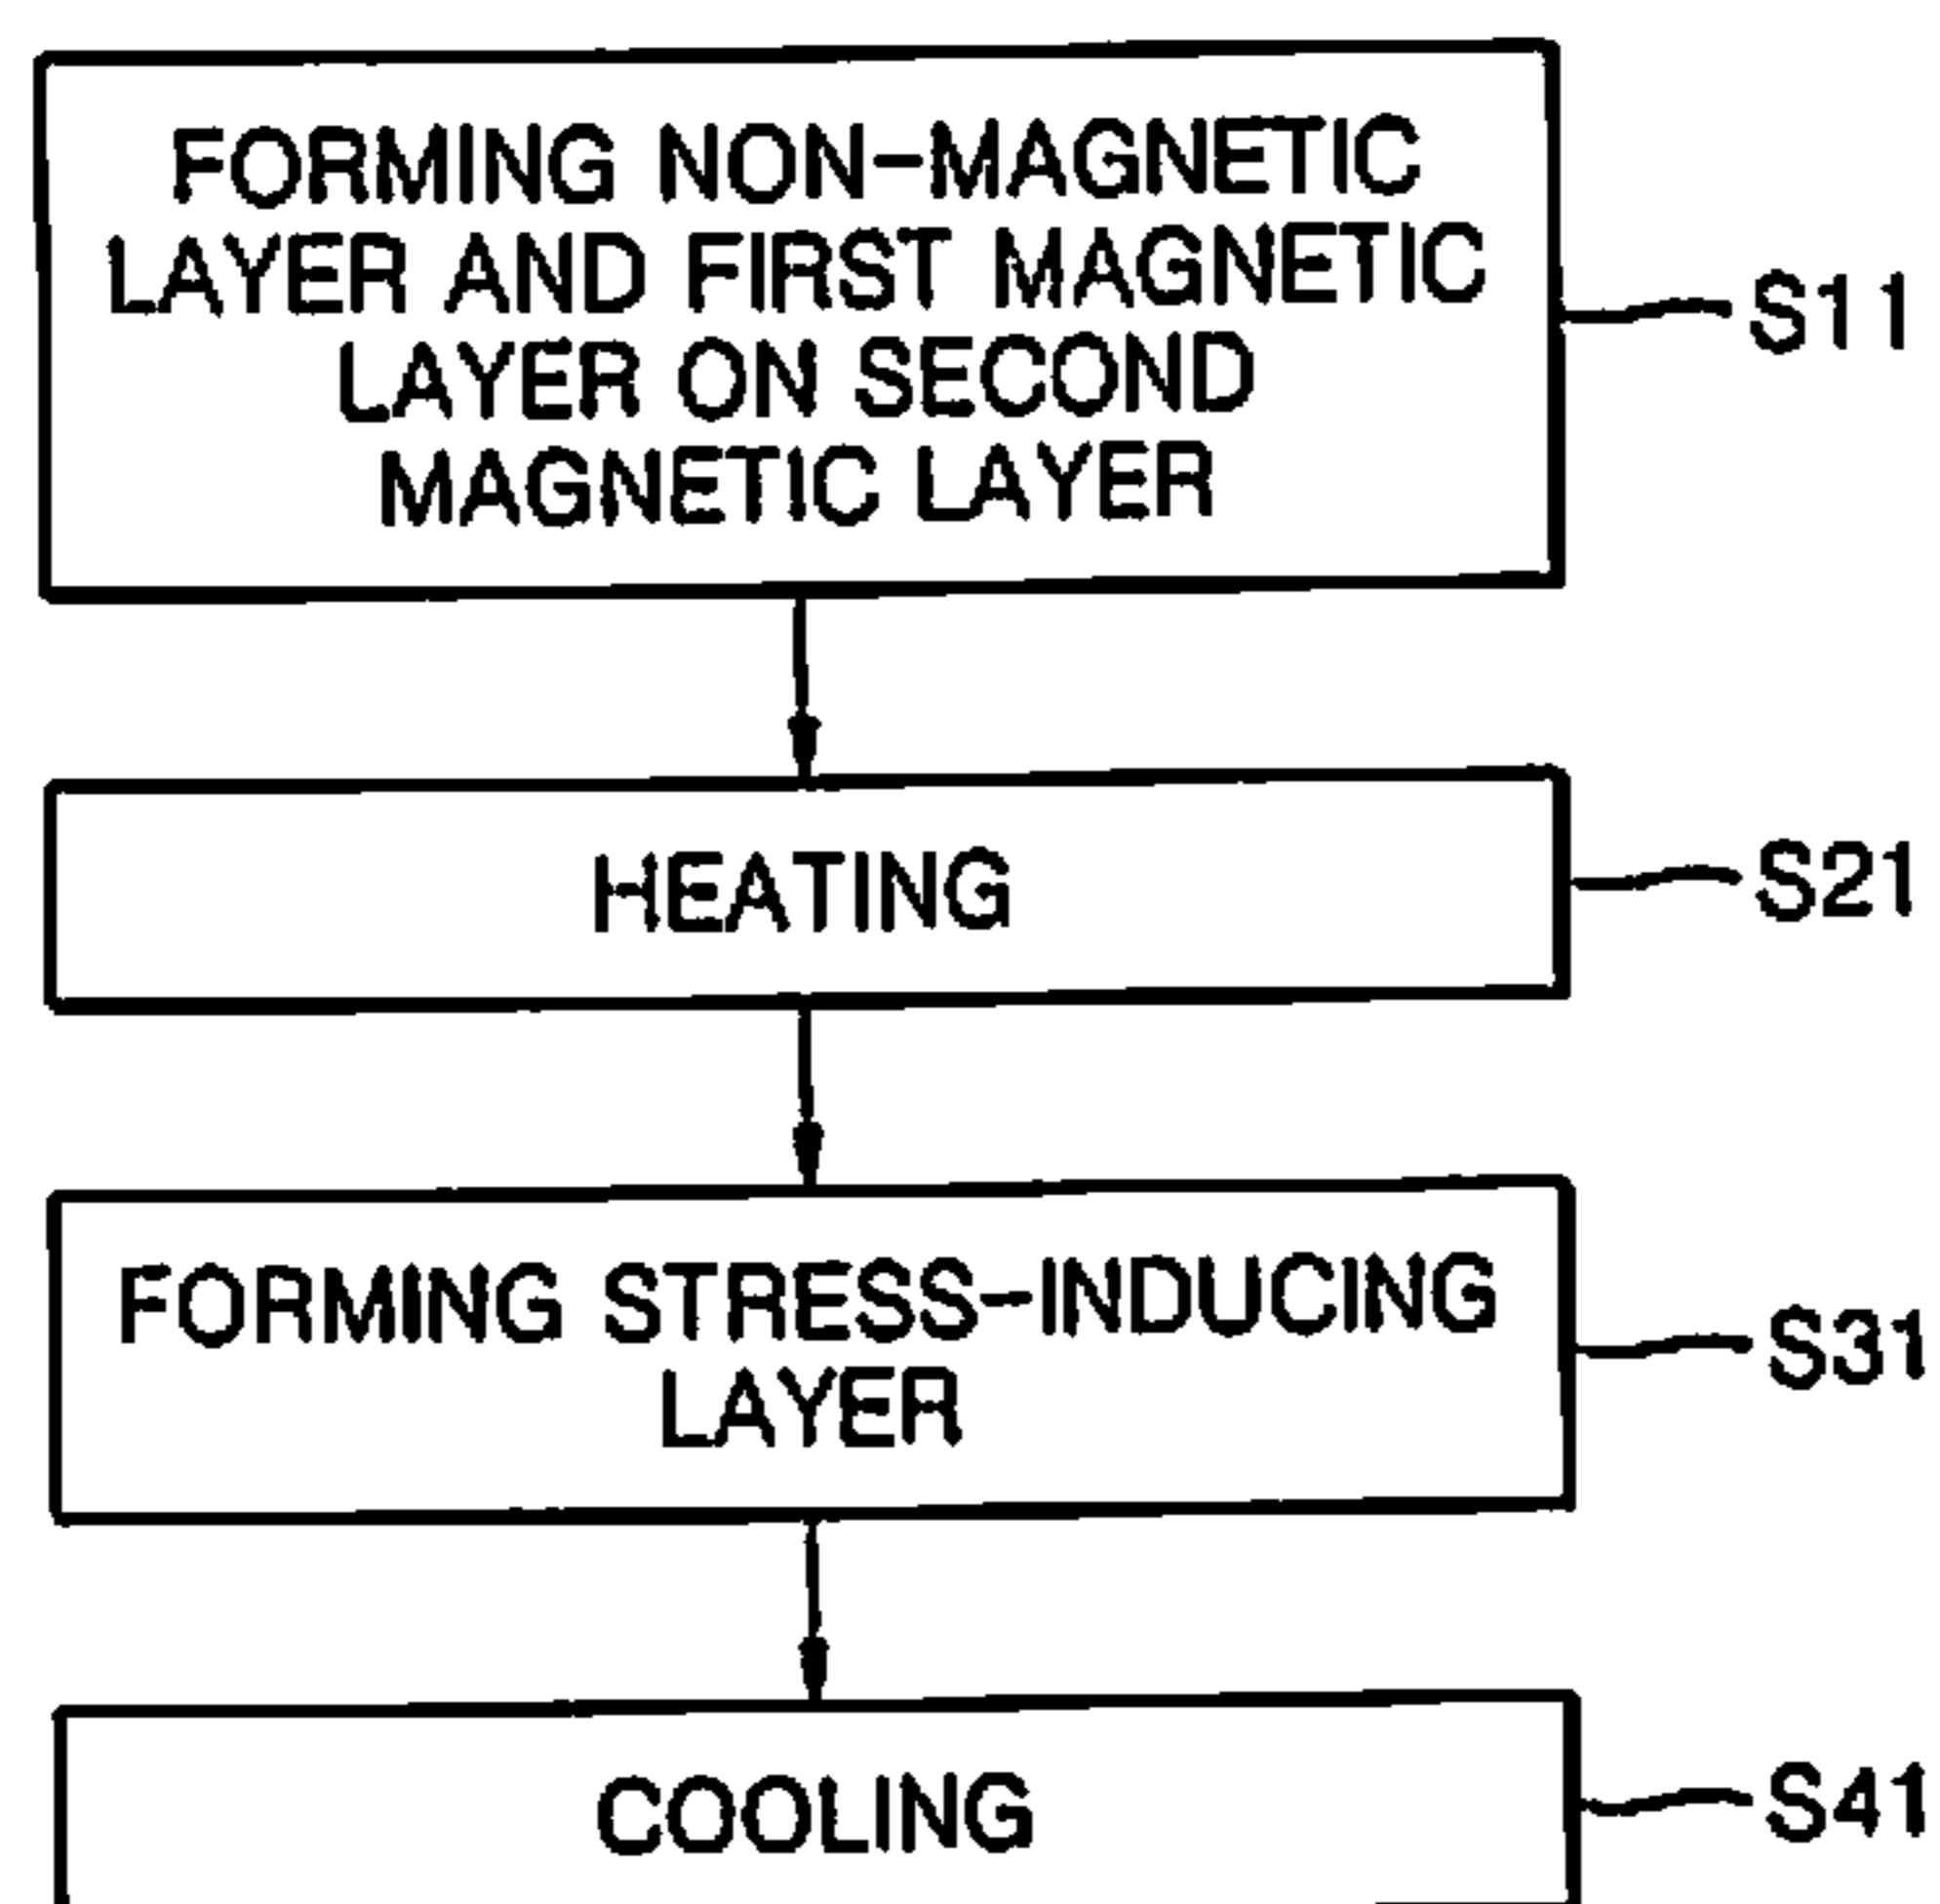 FORMING NON-MAGNETIC
LAYER AND FIRST MAGNETIC
LAYER ON SECOND
MAGNETIC LAYER
S11
HEATING
S21
FORMING STRESS-INDUCING
LAYER
S31
COOLING
S41